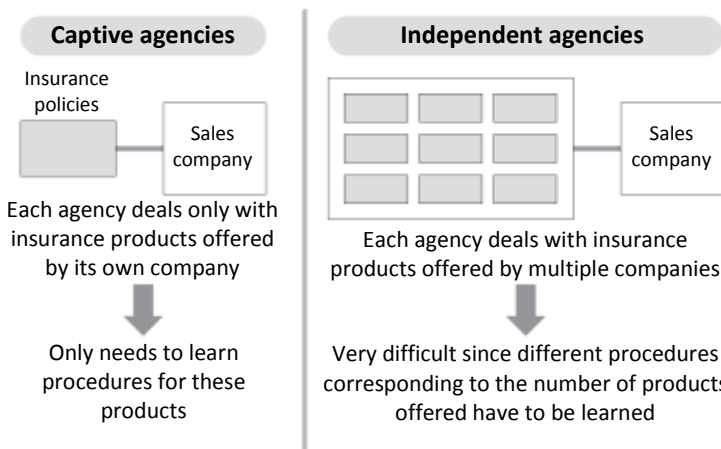 Captive agencies
Insurance
policies
Sales
company
Each agency deals only with
insurance products offered
by its own company
Only needs to learn
procedures for these
products
Independent agencies
Sales
company
Each agency deals with insurance
products offered by multiple companies
Very difficult since different procedures
corresponding to the number of products
offered have to be learned